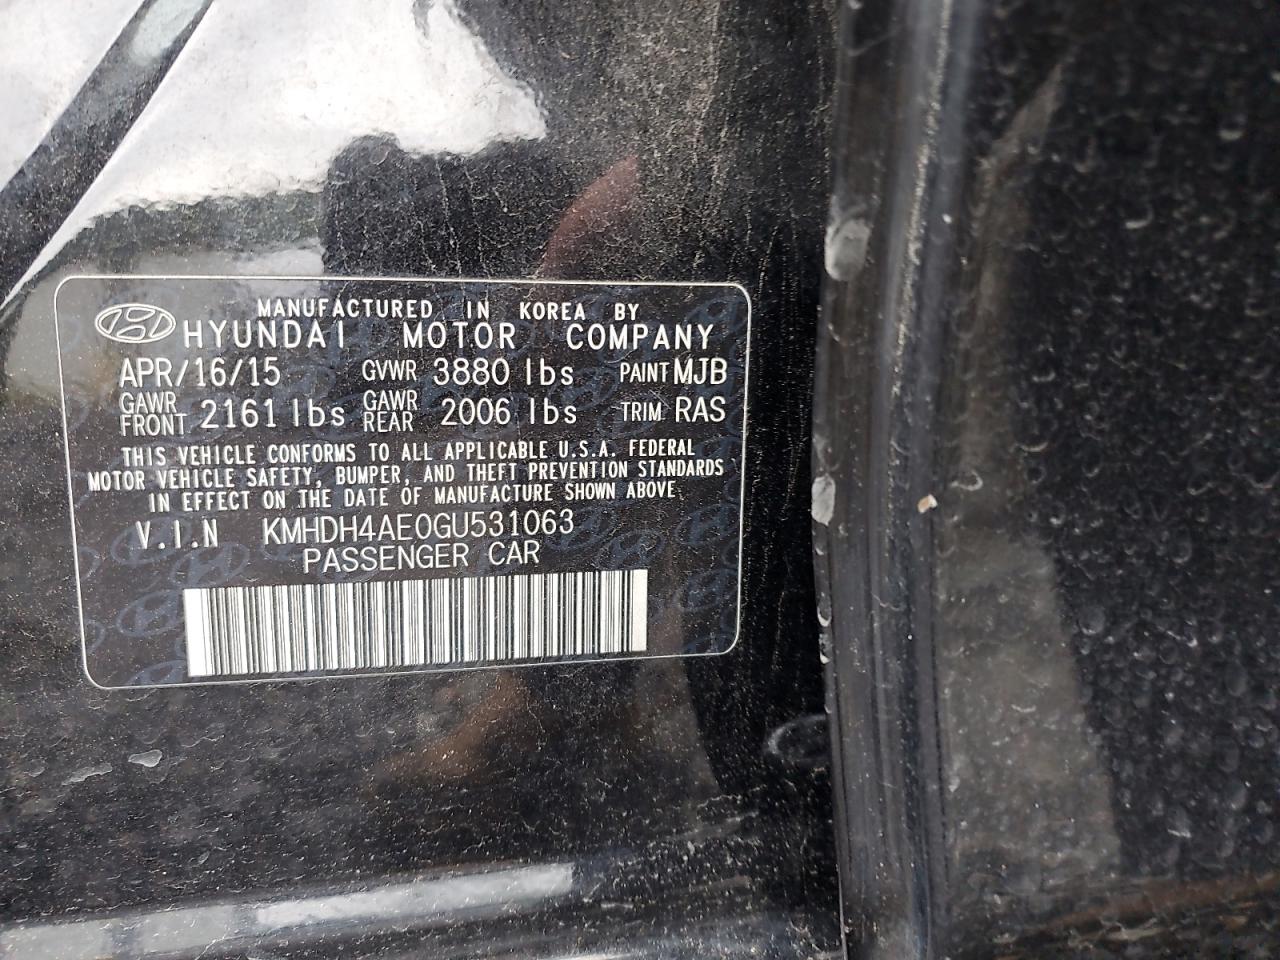 MANUFACTURED IN KOREA BY
HYUNDAI MOTOR COMPANY
APR/16/15 GVWR 3880 lbs PAINT MJB
GAWR FRONT 2161 lbs GAWR REAR 2006 lbs TRIM RAS
THIS VEHICLE CONFORMS TO ALL APPLICABLE U.S.A. FEDERAL
MOTOR VEHICLE SAFETY, BUMPER, AND THEFT PREVENTION STANDARDS
IN EFFECT ON THE DATE OF MANUFACTURE SHOWN ABOVE
V.I.N KMHDH4AE0GU531063
PASSENGER CAR